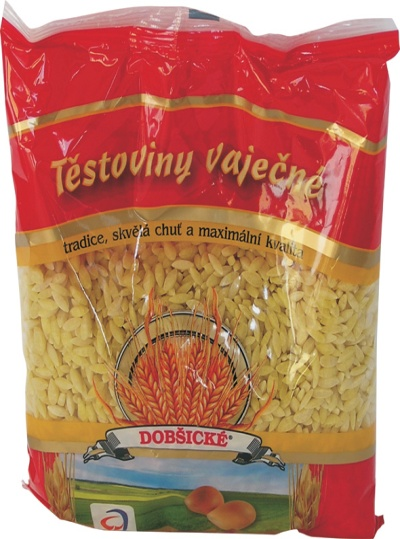 Těstoviny vaječné
tradice, skvělá chuť a maximální kvalita
DOBŠICKÉ®